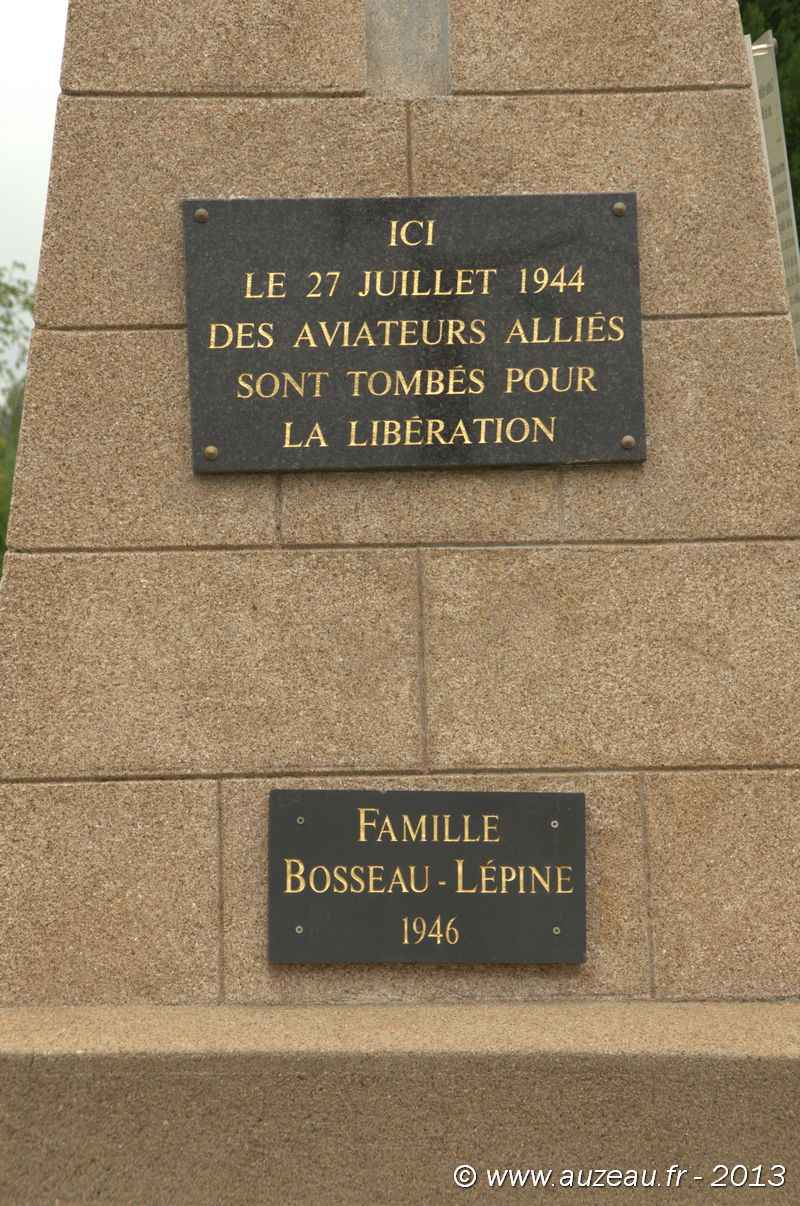 ICI
LE 27 JUILLET 1944
DES AVIATEURS ALLIÉS
SONT TOMBÉS POUR
LA LIBÉRATION
FAMILLE
BOSSEAU - LÉPINE
1946
© www.auzeau.fr - 2013